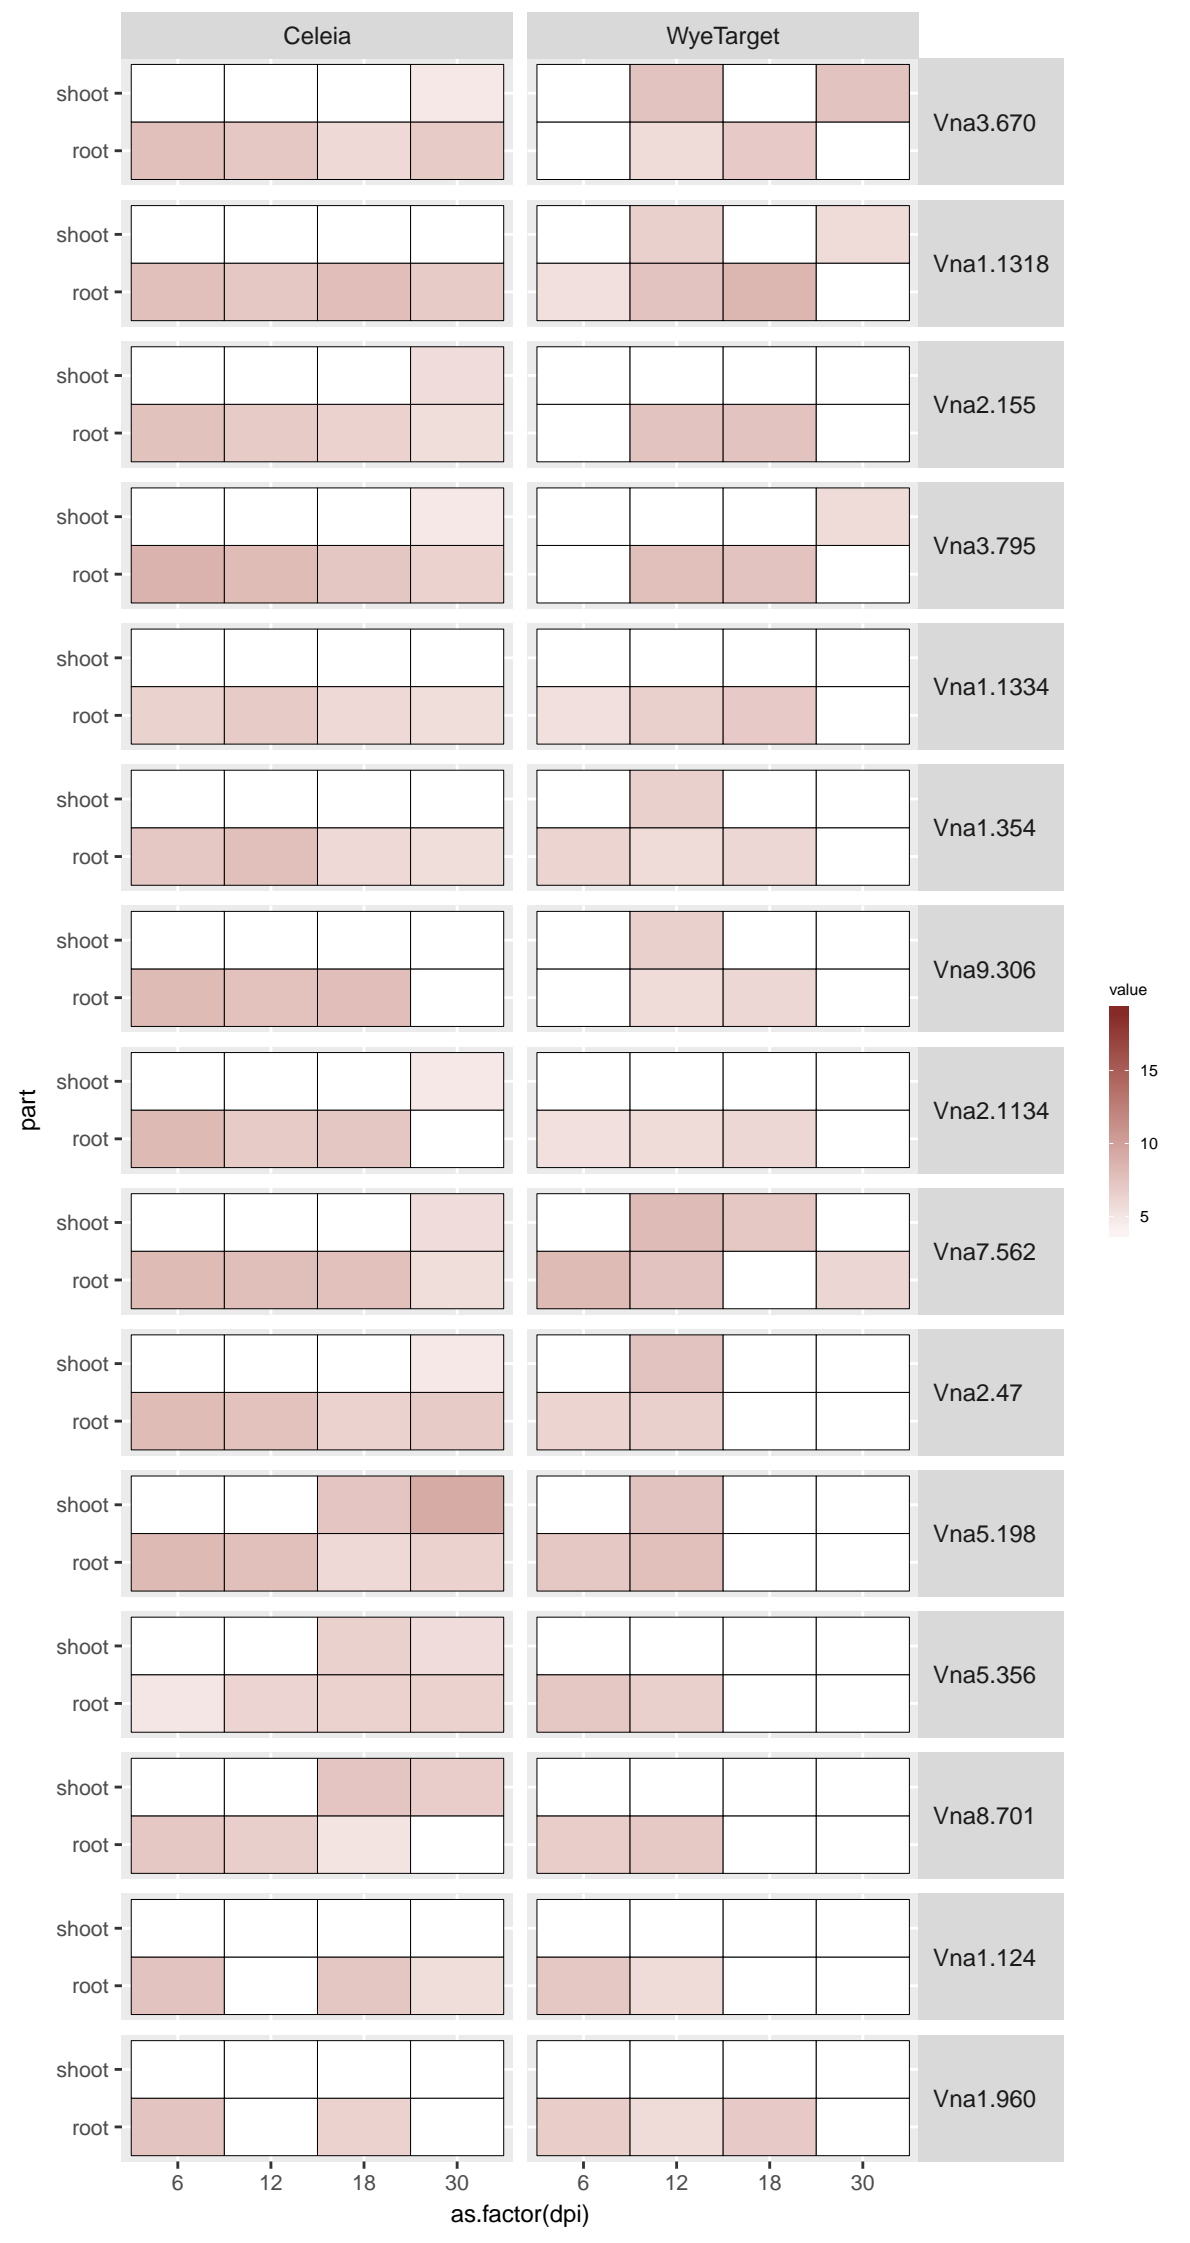 Celeia WyeTarget
shoot
root
Vna3.670
shoot
root
Vna1.1318
shoot
root
Vna2.155
shoot
root
Vna3.795
shoot
root
Vna1.1334
shoot
root
Vna1.354
shoot
root
Vna9.306
shoot
root
Vna2.1134
shoot
root
Vna7.562
shoot
root
Vna2.47
shoot
root
Vna5.198
shoot
root
Vna5.356
shoot
root
Vna8.701
shoot
root
Vna1.124
shoot
root
Vna1.960
6 12 18 30 6 12 18 30
as.factor(dpi)
part
value
15
10
5